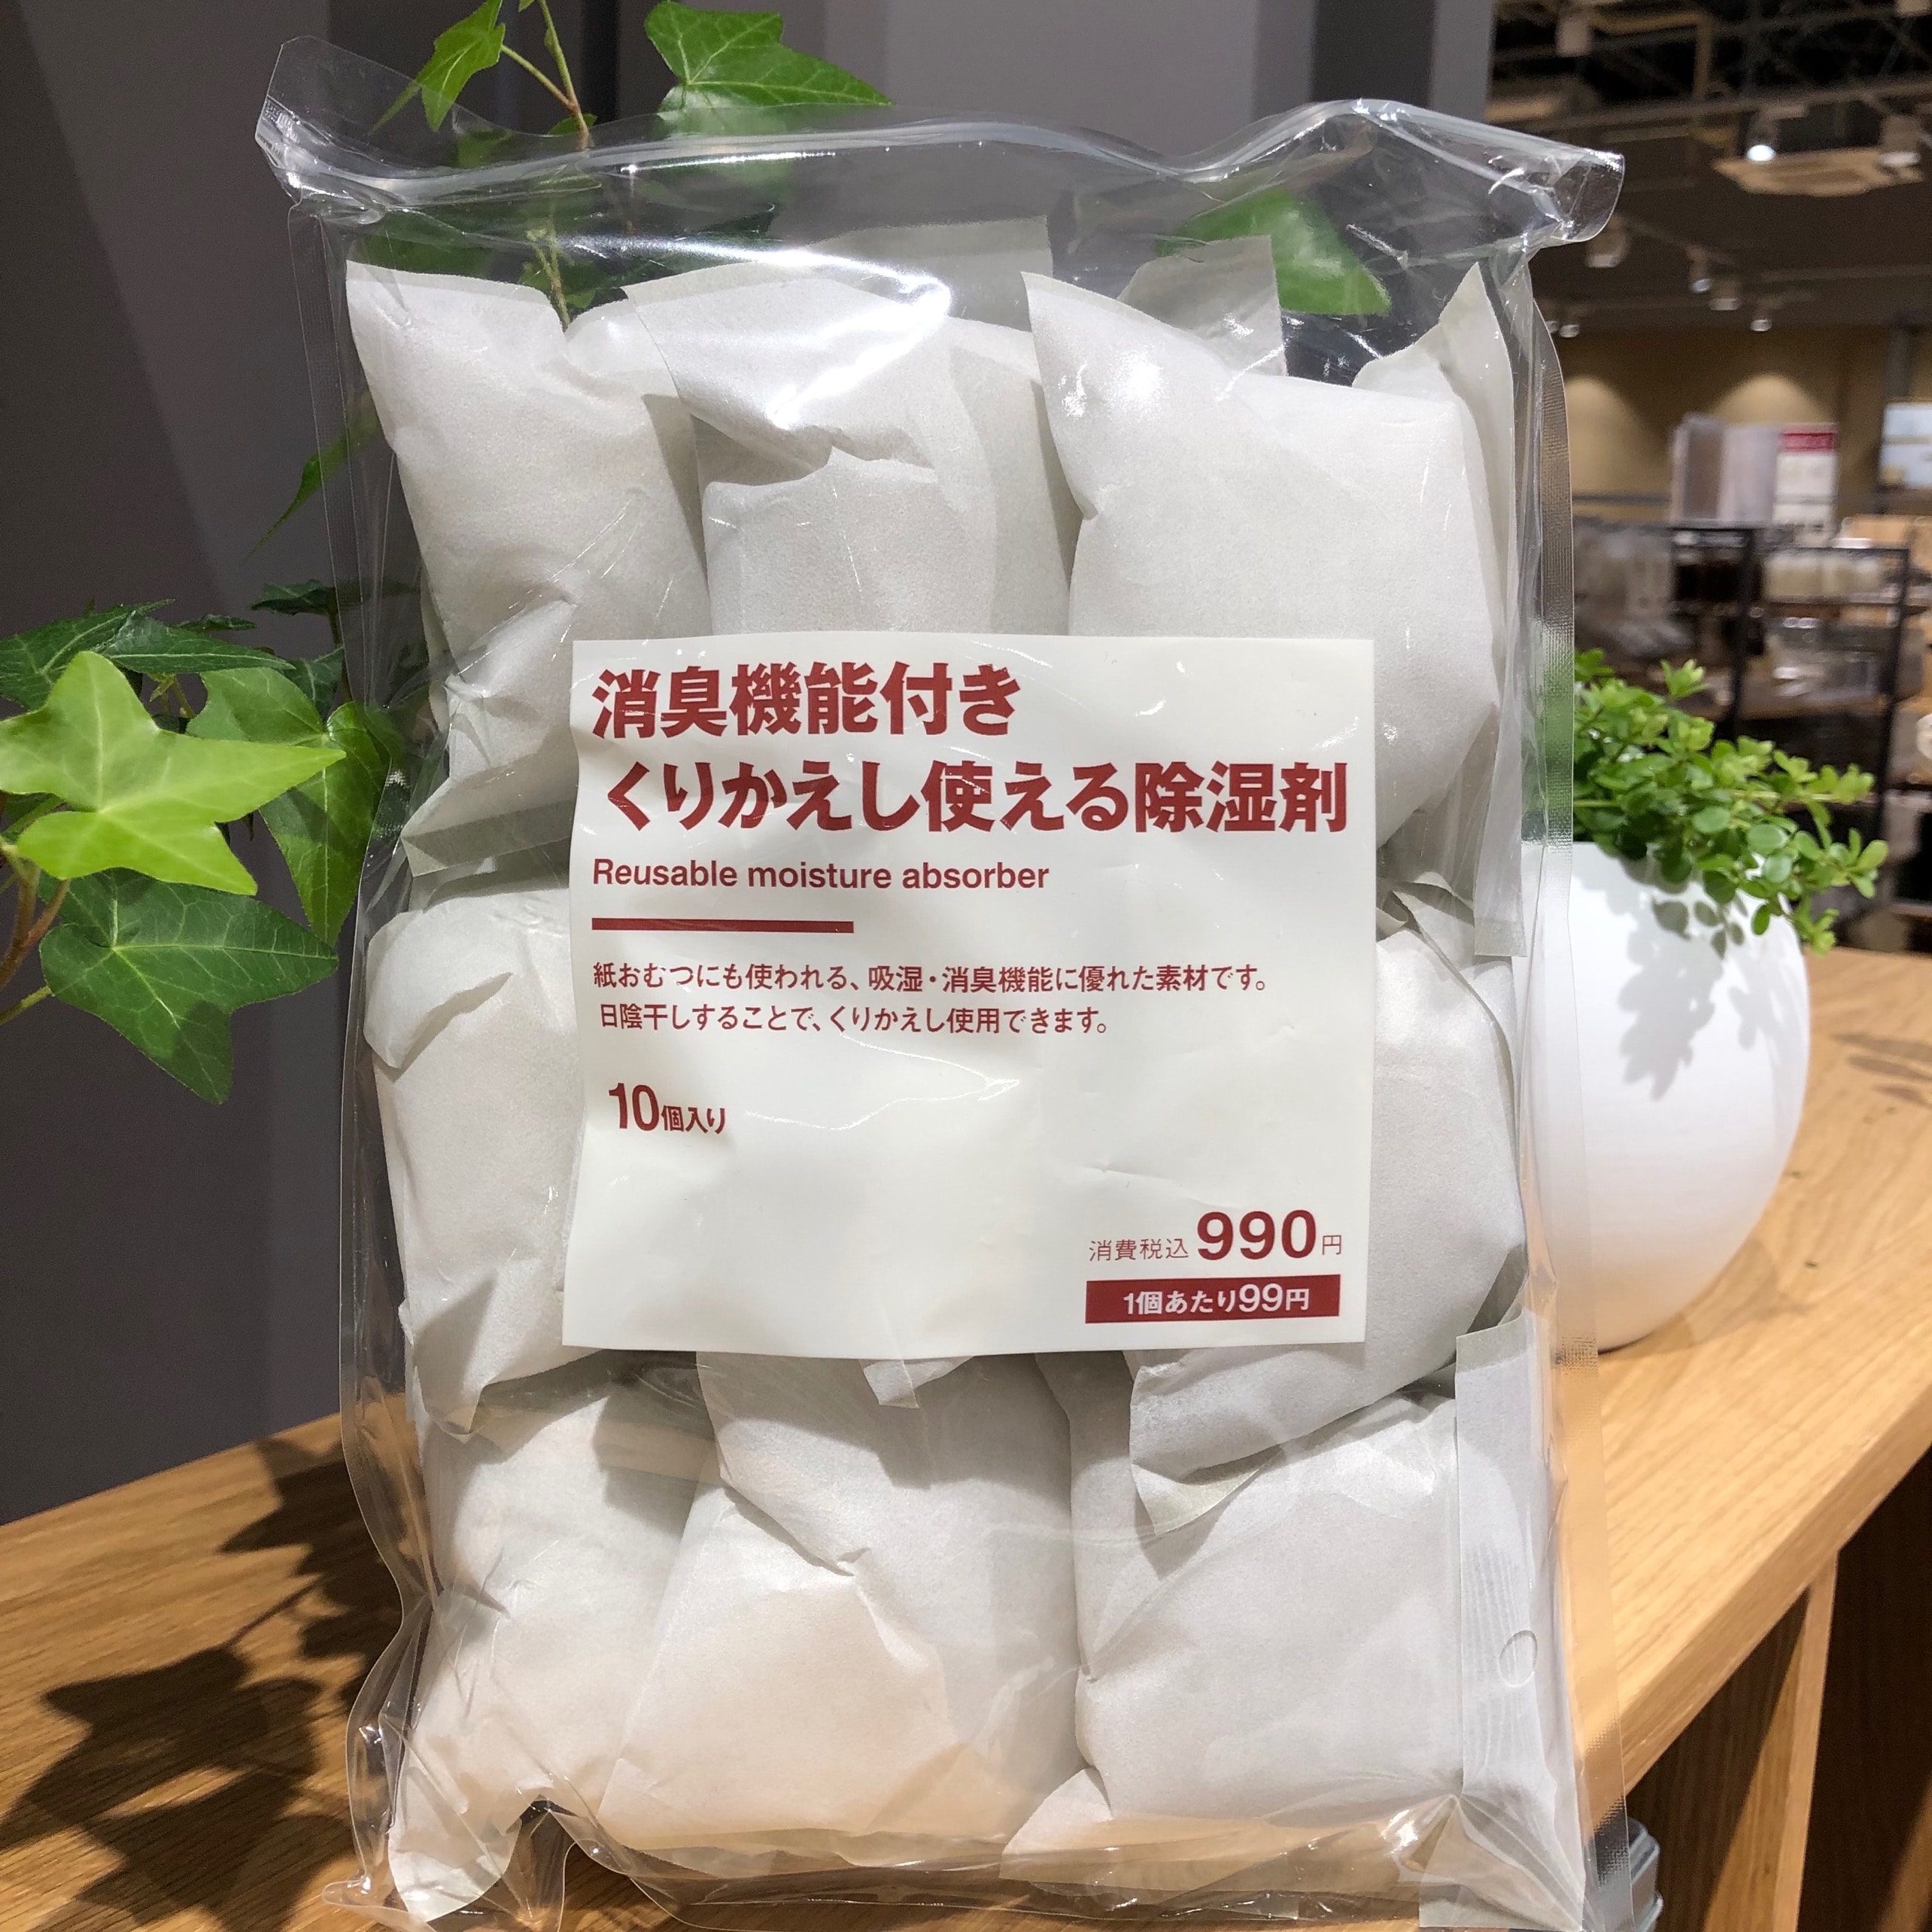 消臭機能付き
くりかえし使える除湿剤
Reusable moisture absorber
紙おむつにも使われる、吸湿・消臭機能に優れた素材です。
日陰干しすることで、くりかえし使用できます。
10個入り
消費税込990円
1個あたり99円